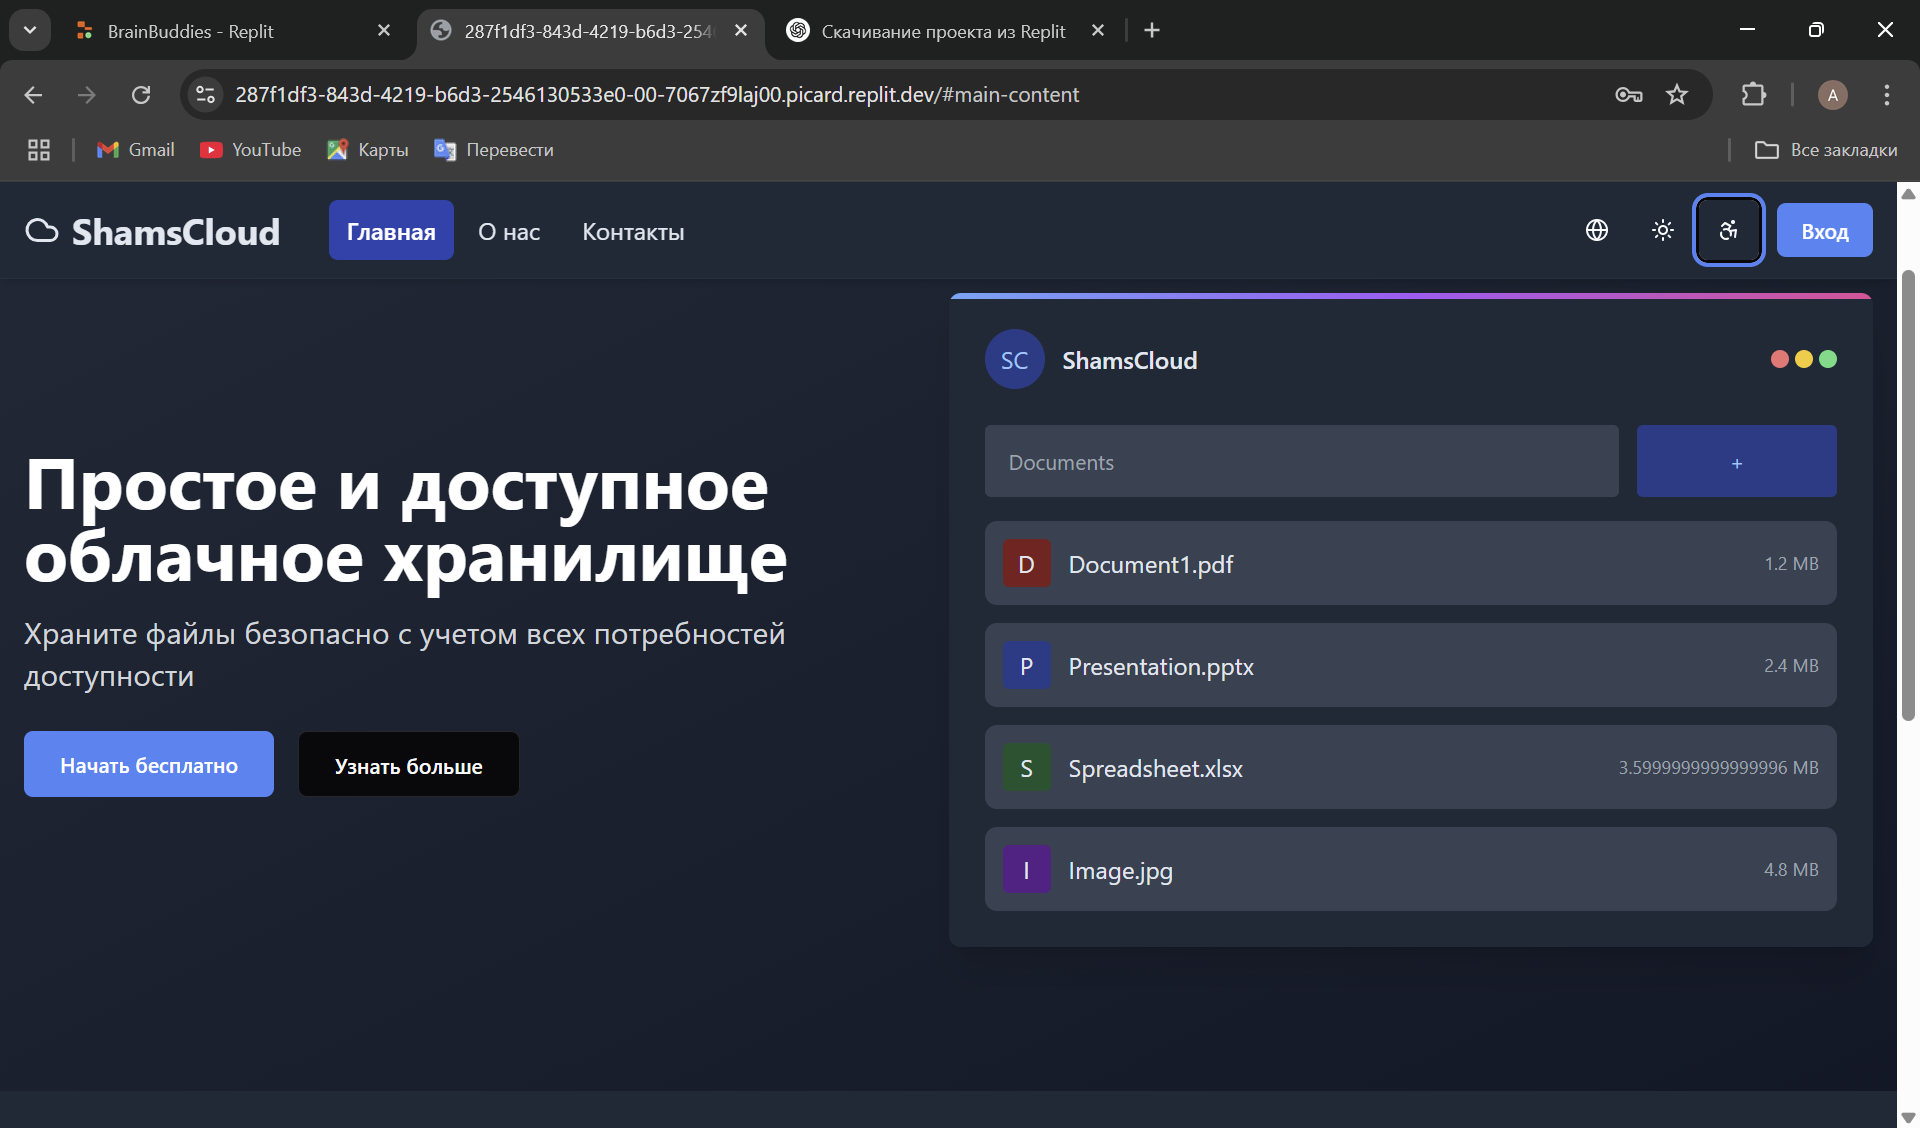 BrainBuddies - Replit
287f1df3-843d-4219-b6d3-254
Скачивание проекта из Replit
287f1df3-843d-4219-b6d3-2546130533e0-00-7067zf9laj00.picard.replit.dev/#main-content
A
Gmail
YouTube
Карты
Перевести
Все закладки
ShamsCloud
Главная
О нас
Контакты
Вход
Простое и доступное
облачное хранилище
Храните файлы безопасно с учетом всех потребностей
доступности
Начать бесплатно
Узнать больше
SC
ShamsCloud
Documents
+
D
Document1.pdf
1.2 MB
P
Presentation.pptx
2.4 MB
S
Spreadsheet.xlsx
3.5999999999999996 MB
I
Image.jpg
4.8 MB